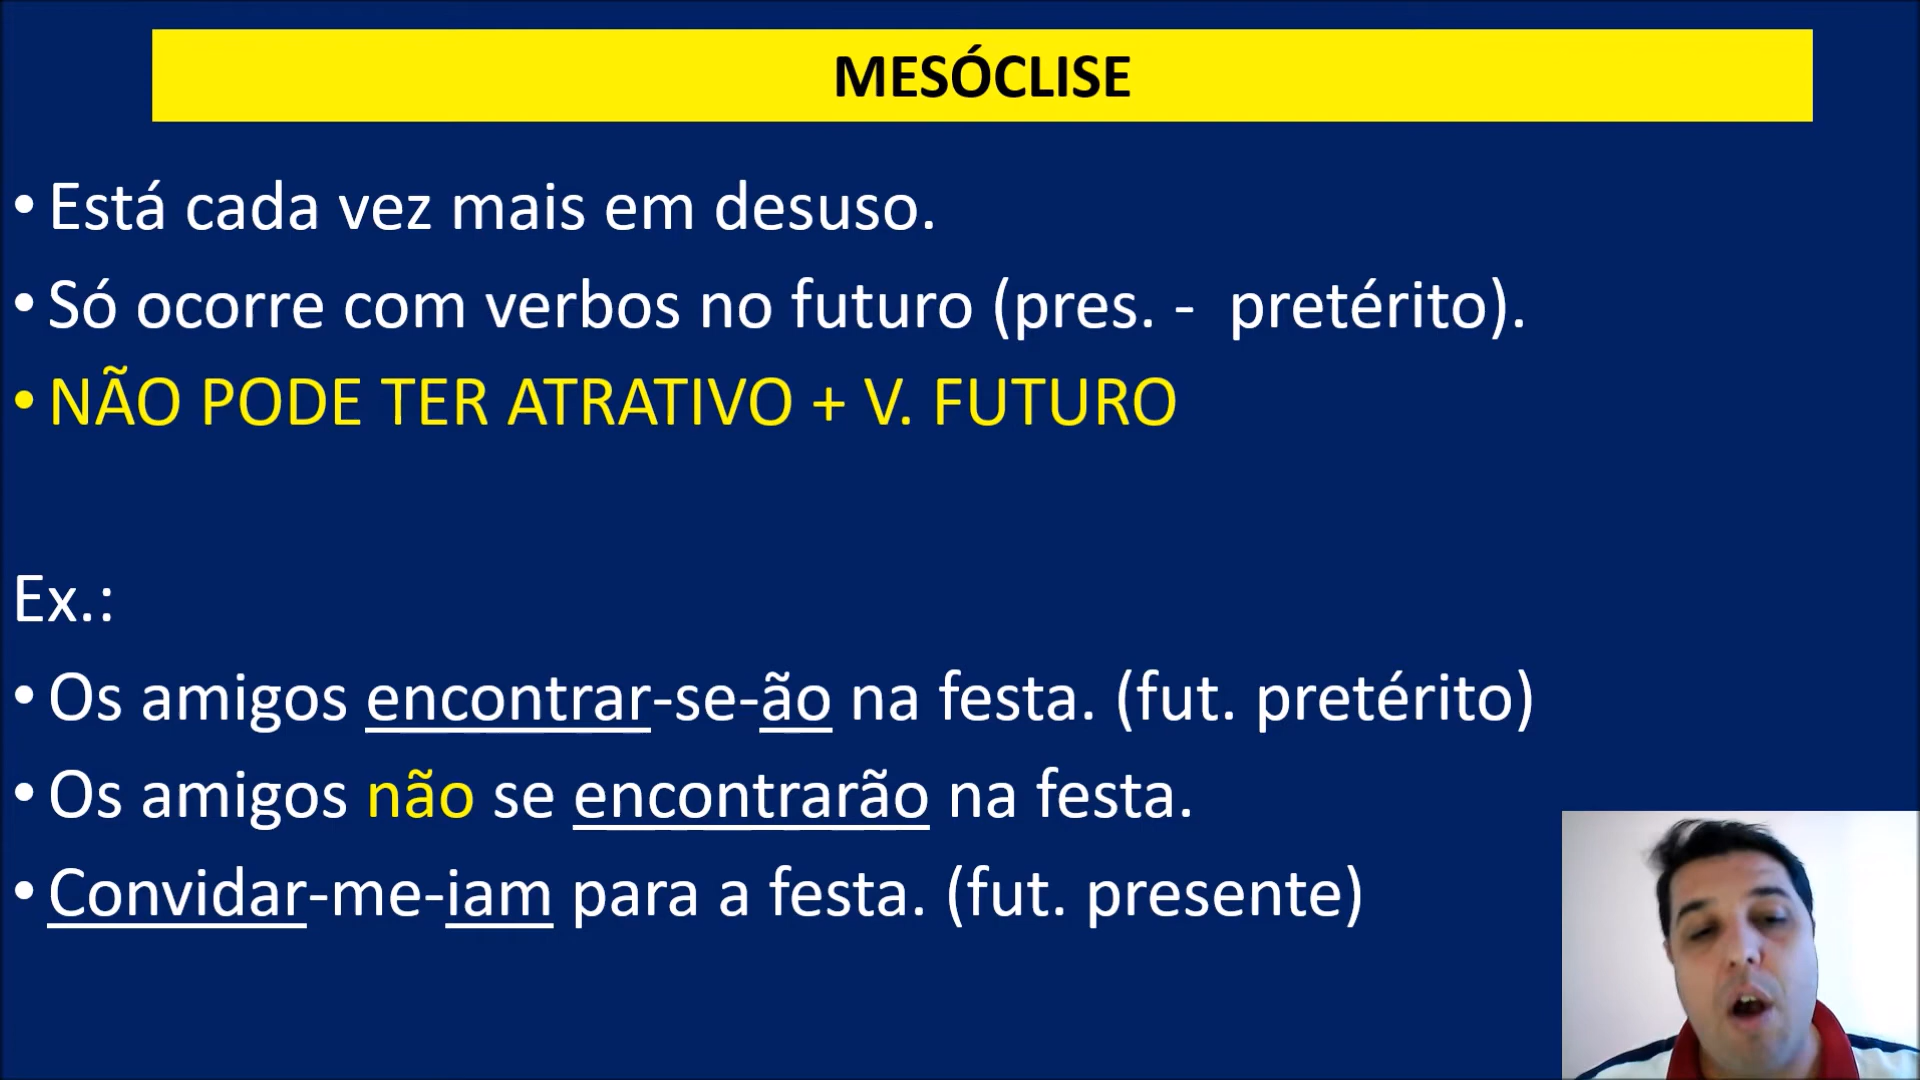 MESÓCLISE
• Está cada vez mais em desuso.
• Só ocorre com verbos no futuro (pres. - pretérito).
• NÃO PODE TER ATRATIVO + V. FUTURO
Ex.:
• Os amigos encontrar-se-ão na festa. (fut. pretérito)
• Os amigos não se encontrarão na festa.
• Convidar-me-iam para a festa. (fut. presente)